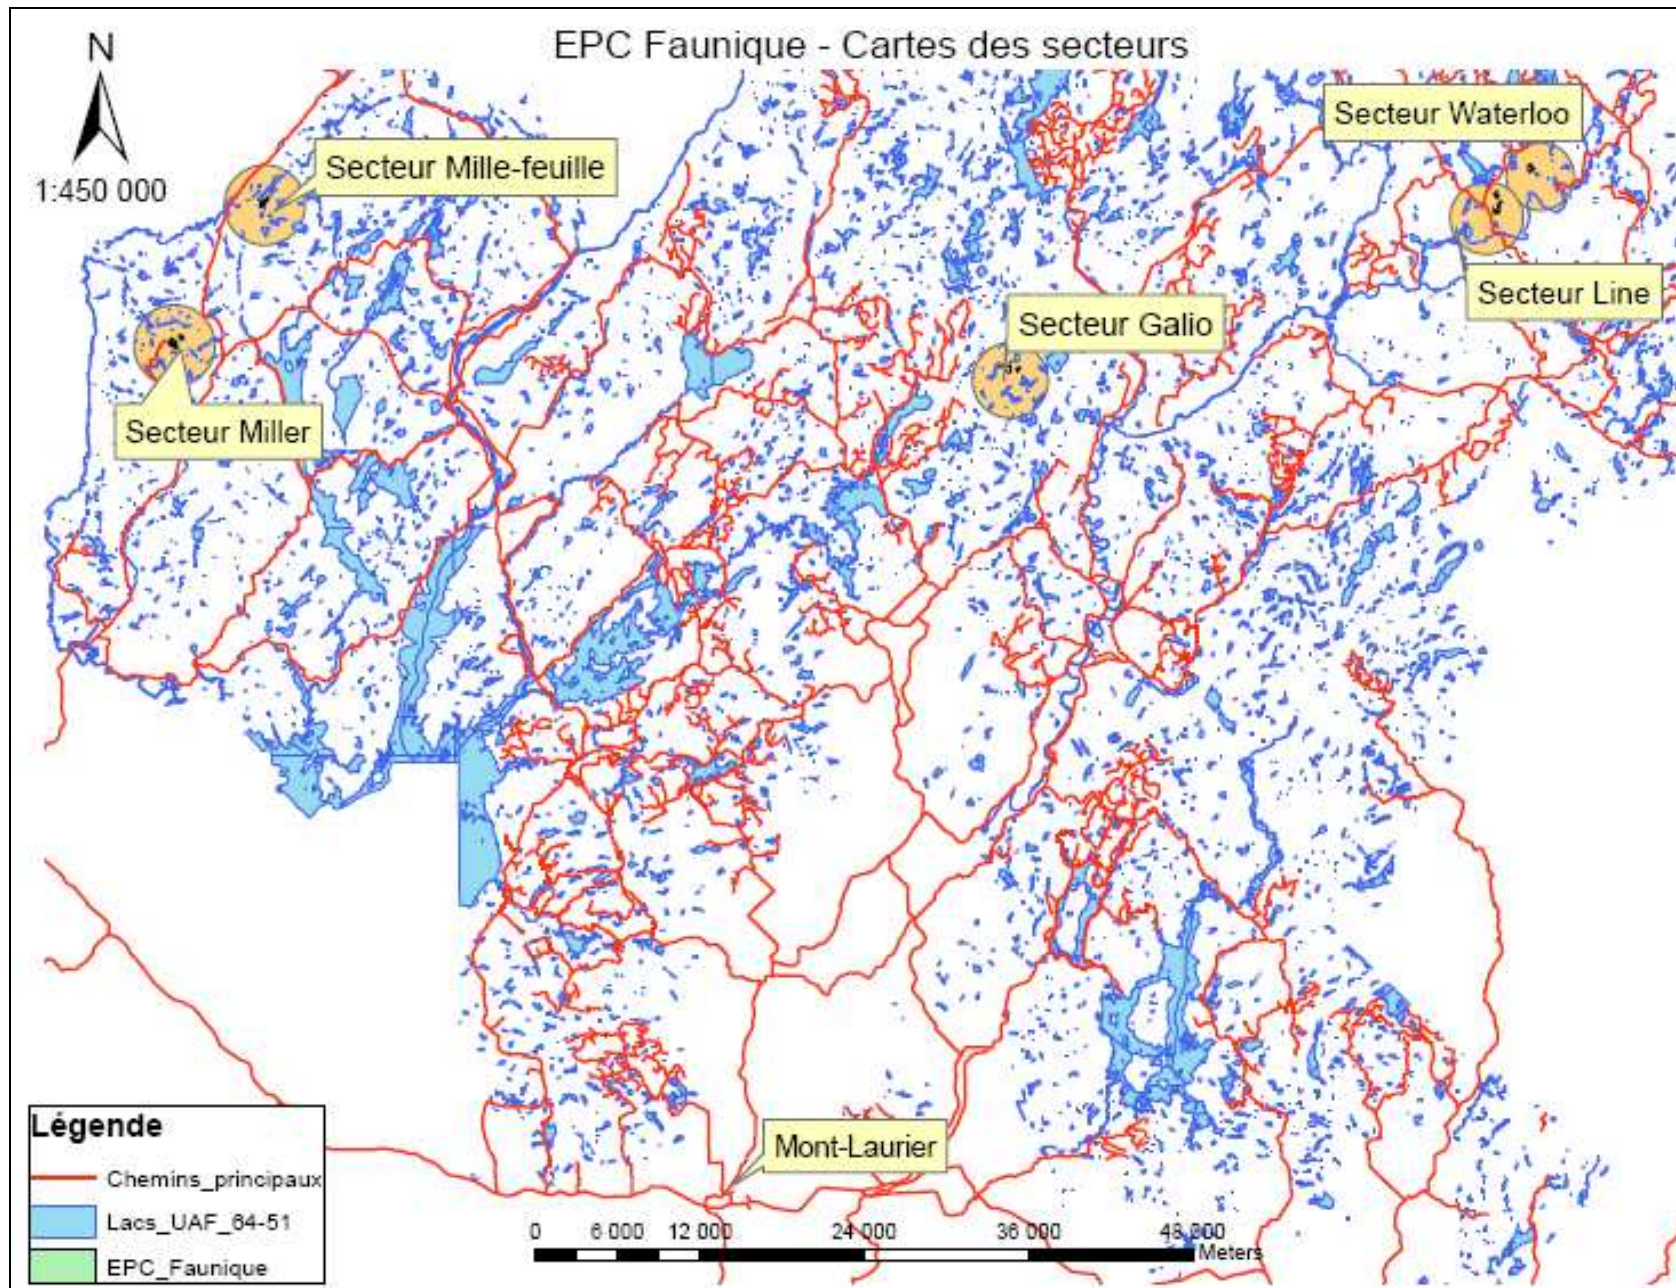 EPC Faunique - Cartes des secteurs
N
1:450 000
Secteur Waterloo
Secteur Mille-feuille
Secteur Line
Secteur Galio
Secteur Miller
Mont-Laurier
Légende
Chemins_principaux
Lacs_UAF_64-51
EPC_Faunique
0 6 000 12 000 24 000 36 000 48 000
Meters